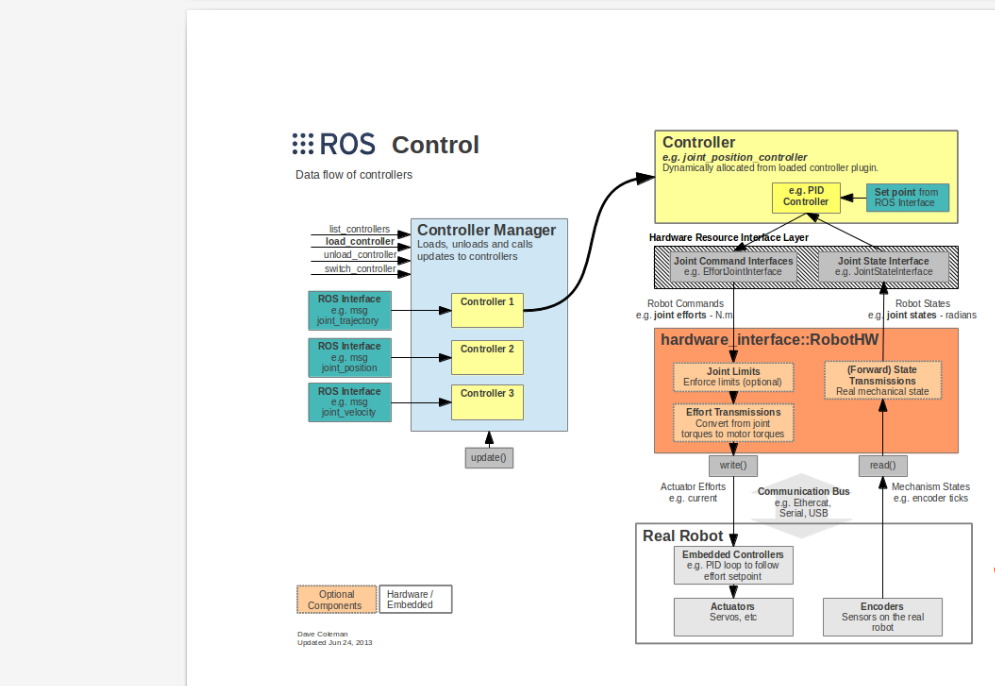 ROS Control
Data flow of controllers
list_controllers
load_controller
unload_controller
switch_controller
Controller Manager
Loads, unloads and calls
updates to controllers
ROS Interface
e.g. msg
joint_trajectory
Controller 1
ROS Interface
e.g. msg
joint_position
Controller 2
ROS Interface
e.g. msg
joint_velocity
Controller 3
update()
Controller
e.g. joint_position_controller
Dynamically allocated from loaded controller plugin.
e.g. PID
Controller
Set point from
ROS Interface
Hardware Resource Interface Layer
Joint Command Interfaces
e.g. EffortJointInterface
Joint State Interface
e.g. JointStateInterface
Robot Commands
e.g. joint efforts - N.m
Robot States
e.g. joint states - radians
hardware_interface::RobotHW
Joint Limits
Enforce limits (optional)
(Forward) State
Transmissions
Real mechanical state
Effort Transmissions
Convert from joint
torques to motor torques
write()
read()
Actuator Efforts
e.g. current
Communication Bus
e.g. Ethercat,
Serial, USB
Mechanism States
e.g. encoder ticks
Real Robot
Embedded Controllers
e.g. PID loop to follow
effort setpoint
Actuators
Servos, etc
Encoders
Sensors on the real
robot
Optional
Components
Hardware /
Embedded
Dave Coleman
Updated Jun 24, 2013